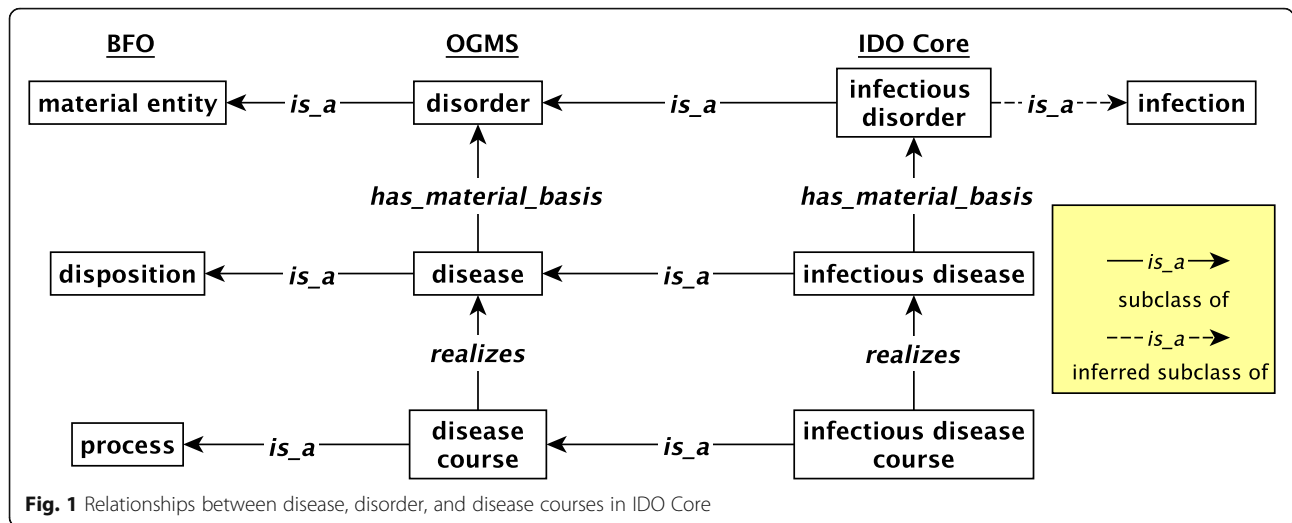 BFO
OGMS
IDO Core
material entity
is_a
disorder
is_a
infectious
disorder
is_a
infection
has_material_basis
has_material_basis
disposition
is_a
disease
is_a
infectious disease
is_a
subclass of
is_a
inferred subclass of
realizes
realizes
process
is_a
disease
course
is_a
infectious disease
course
Fig. 1 Relationships between disease, disorder, and disease courses in IDO Core